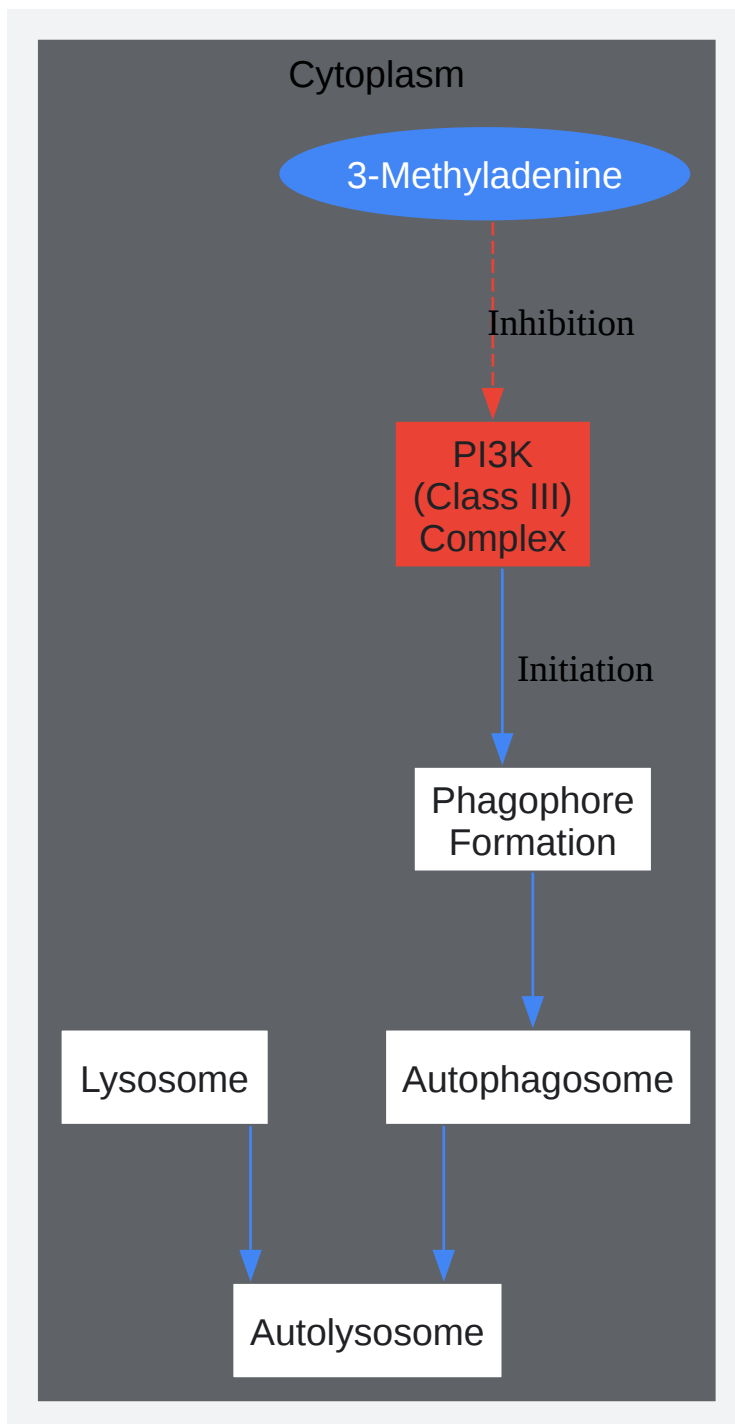 Cytoplasm
3-Methyladenine
Inhibition
PI3K
(Class III)
Complex
Initiation
Phagophore
Formation
Lysosome
Autophagosome
Autolysosome